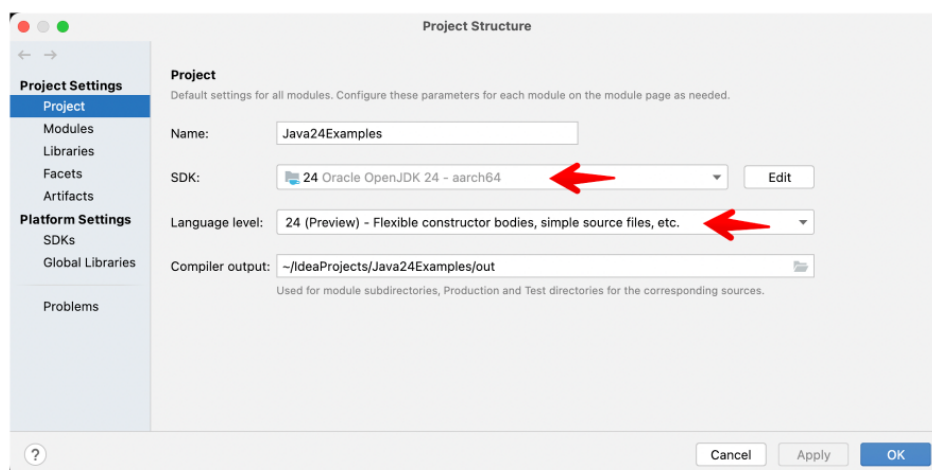 Project Structure
Project Settings
Project
Modules
Libraries
Facets
Artifacts
Platform Settings
SDKs
Global Libraries
Problems
Project
Default settings for all modules. Configure these parameters for each module on the module page as needed.
Name: Java24Examples
SDK: 24 Oracle OpenJDK 24 - aarch64 Edit
Language level: 24 (Preview) - Flexible constructor bodies, simple source files, etc.
Compiler output: ~/IdeaProjects/Java24Examples/out
Used for module subdirectories, Production and Test directories for the corresponding sources.
? Cancel Apply OK